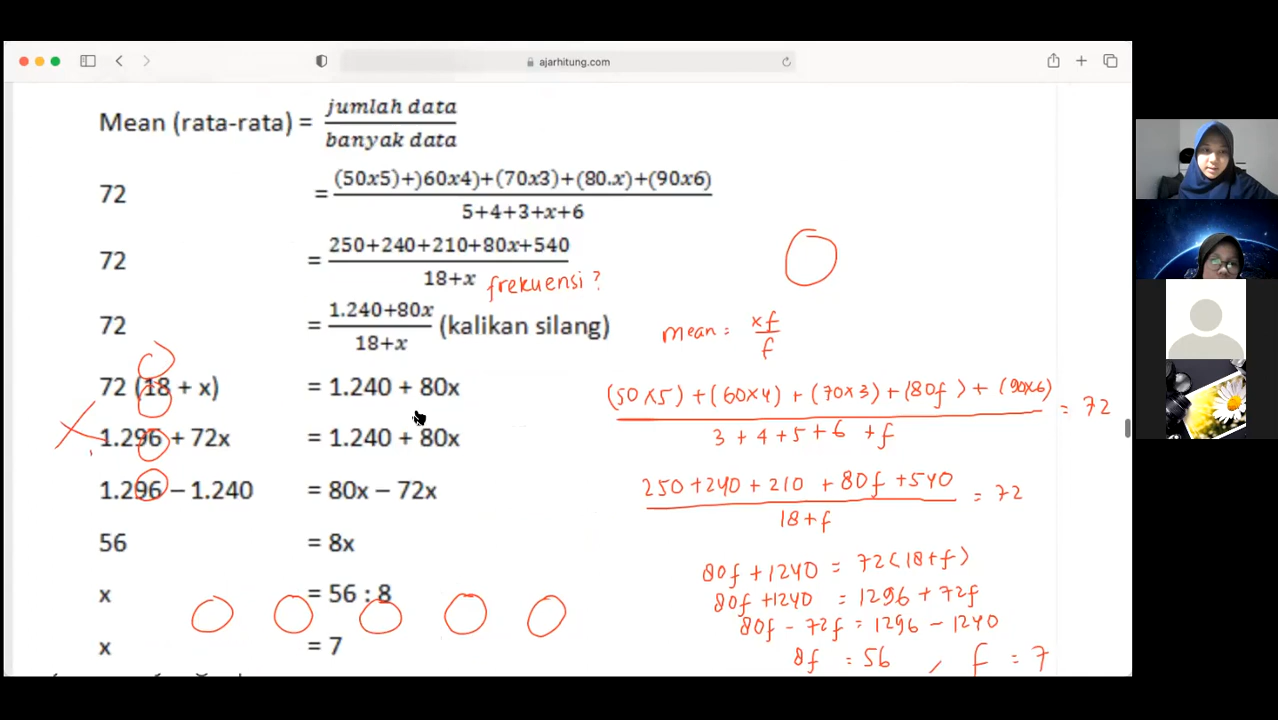 ajarhitung.com
Mean (rata-rata) = jumlah data
banyak data
72 = (50x5)+)60x4)+(70x3)+(80.x)+(90x6)
5+4+3+x+6
72 = 250+240+210+80x+540
18+x
frekuensi ?
72 = 1.240+80x
18+x
(kalikan silang)
72 (18 + x) = 1.240 + 80x
1.296 + 72x = 1.240 + 80x
1.296 – 1.240 = 80x – 72x
56 = 8x
x = 56 : 8
x = 7
mean = xf
f
(50x5) + (60x4) + (70x3) + (80f) + (90x6) = 72
3 + 4 + 5 + 6 + f
250 + 240 + 210 + 80f + 540 = 72
18 + f
80f + 1240 = 72(18+f)
80f + 1240 = 1296 + 72f
80f - 72f = 1296 - 1240
8f = 56 , f = 7